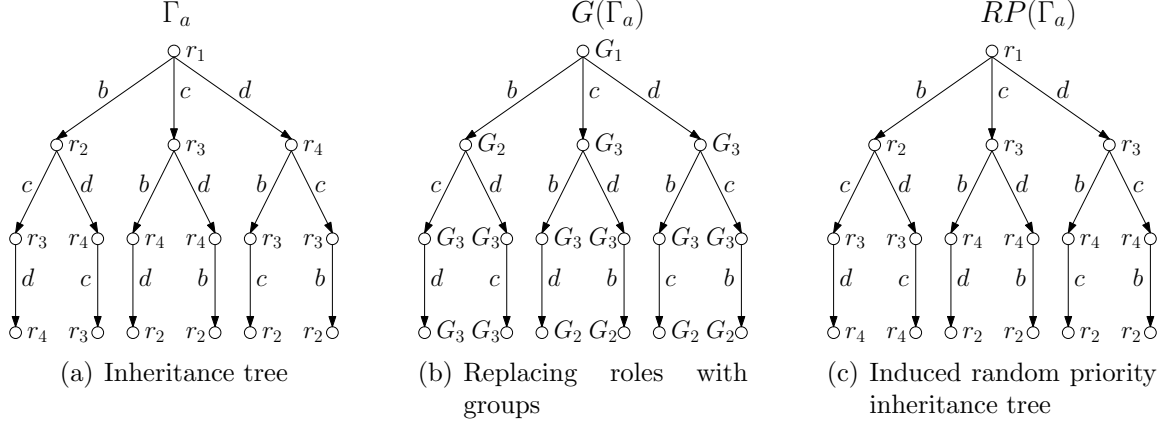 Γa G(Γa) RP(Γa)
r1 G1 r1
b c d b c d b c d
r2 r3 r4 G2 G3 G3 r2 r3 r3
c d b d b c c d b d b c c d b d b c
r3 r4 r4 r4 r3 r3 G3 G3 G3 G3 G3 G3 r3 r3 r4 r4 r4 r4
d c d b c b d c d b c b d c d b c b
r4 r3 r2 r2 r2 r2 G3 G3 G2 G2 G2 G2 r4 r4 r2 r2 r2 r2
(a) Inheritance tree
(b) Replacing roles with
groups
(c) Induced random priority
inheritance tree